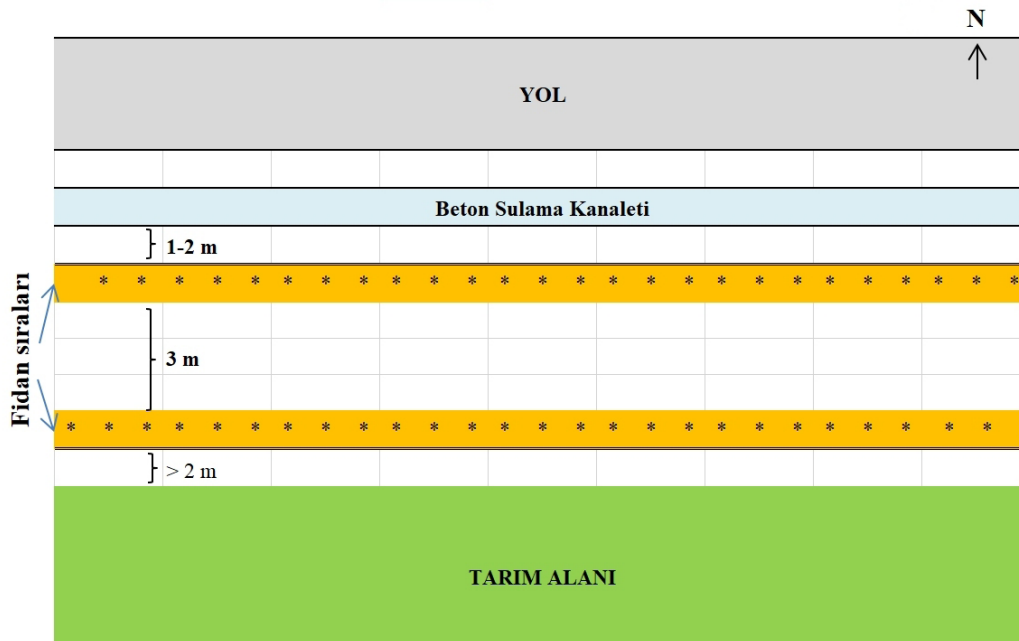 N
YOL
Beton Sulama Kanaleti
1-2 m
* * * * * * * * * * * * * * * * * * * * * * * * * *
Fidan sıraları
3 m
* * * * * * * * * * * * * * * * * * * * * * * * * *
> 2 m
TARIM ALANI